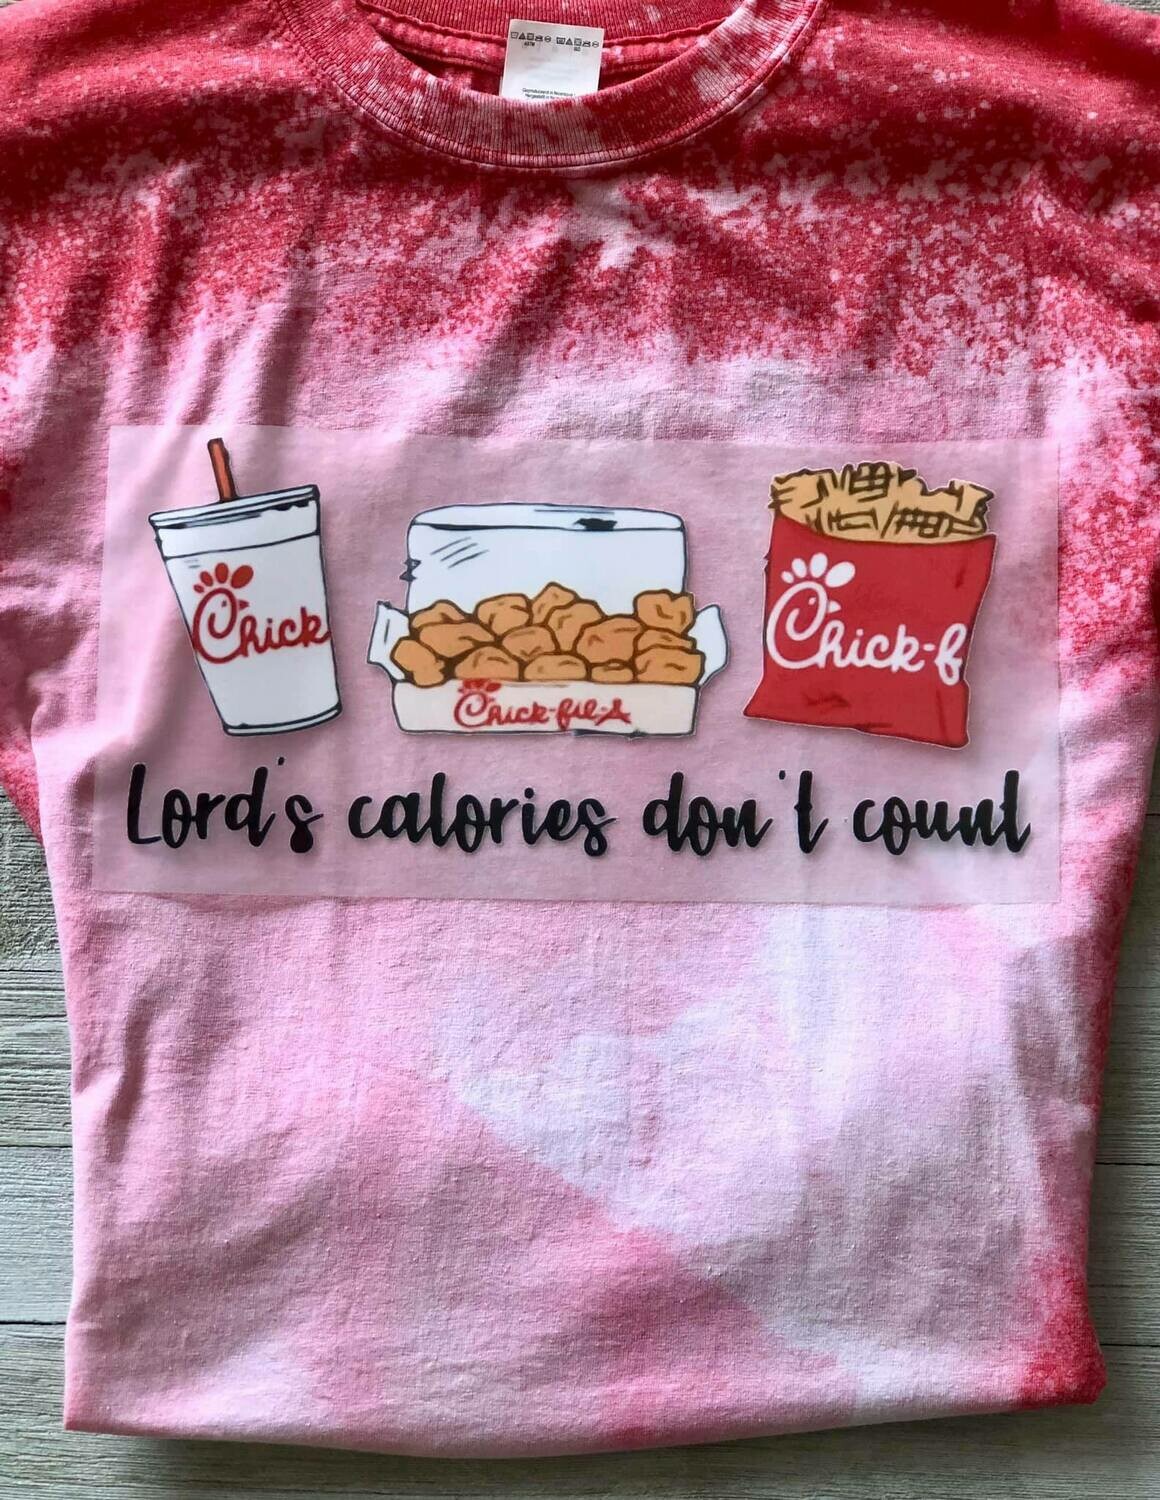 Chick
Chick-fil-A
Chick-f
Lord's calories don't count